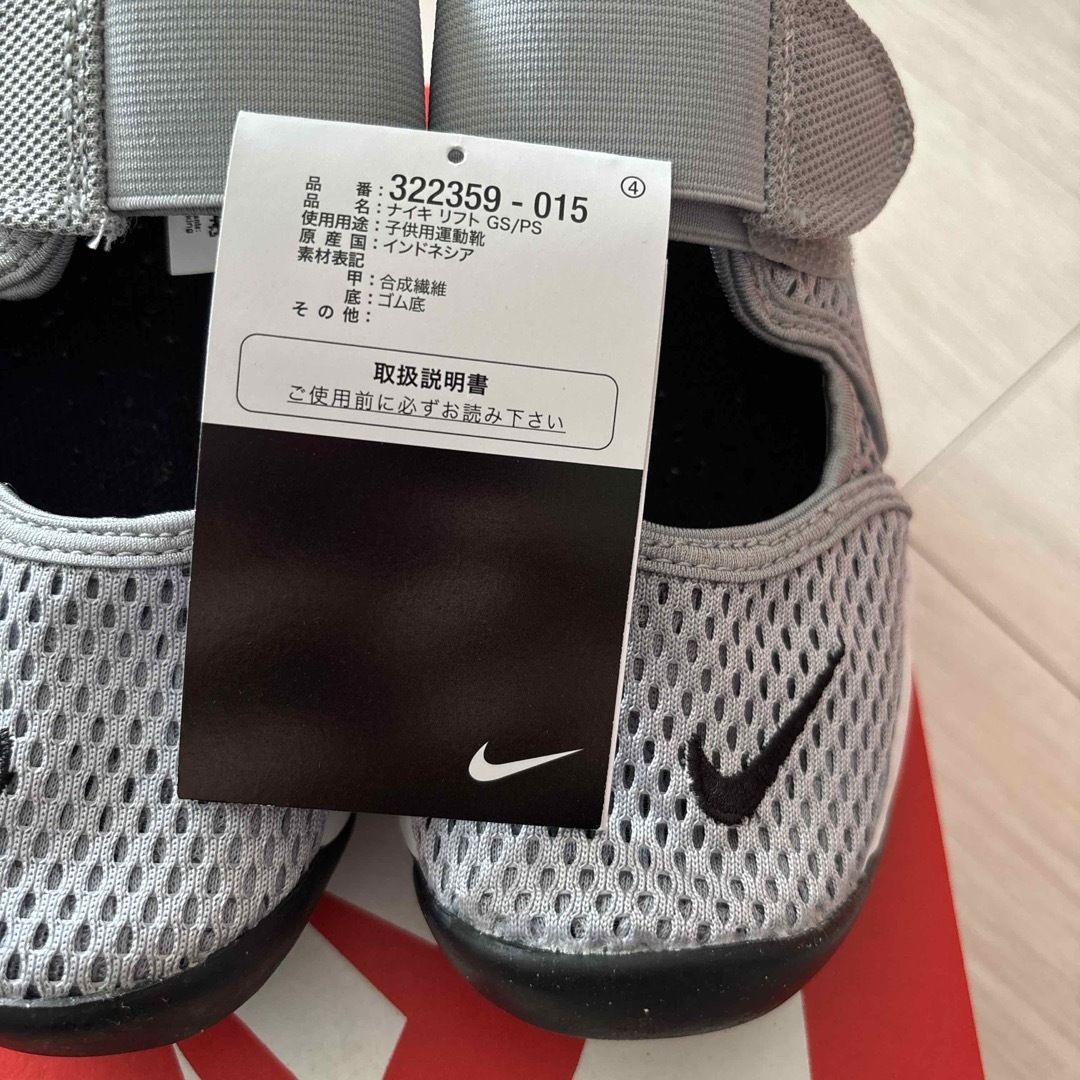 ④
品 番：322359 - 015
品 名：ナイキ リフト GS/PS
使用用途：子供用運動靴
原 産 国：インドネシア
素材表記
甲：合成繊維
底：ゴム底
そ の 他：
取扱説明書
ご使用前に必ずお読み下さい